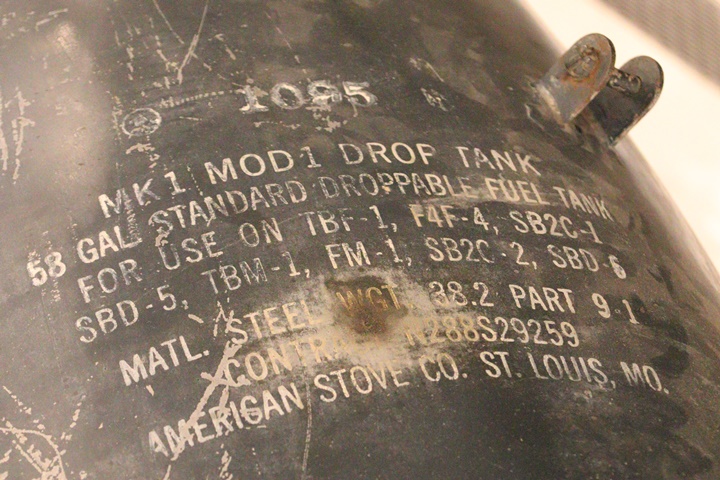 1095
MK 1 MOD 1 DROP TANK
58 GAL STANDARD DROPPABLE FUEL TANK
FOR USE ON TBF-1, F4F-4, SB2C-1
SBD-5, TBM-1, FM-1, SB2C-2, SBD-6
MATL. STEEL WGT. 38.2 PART 9-1
AMERICAN STOVE CO. ST. LOUIS, MO.